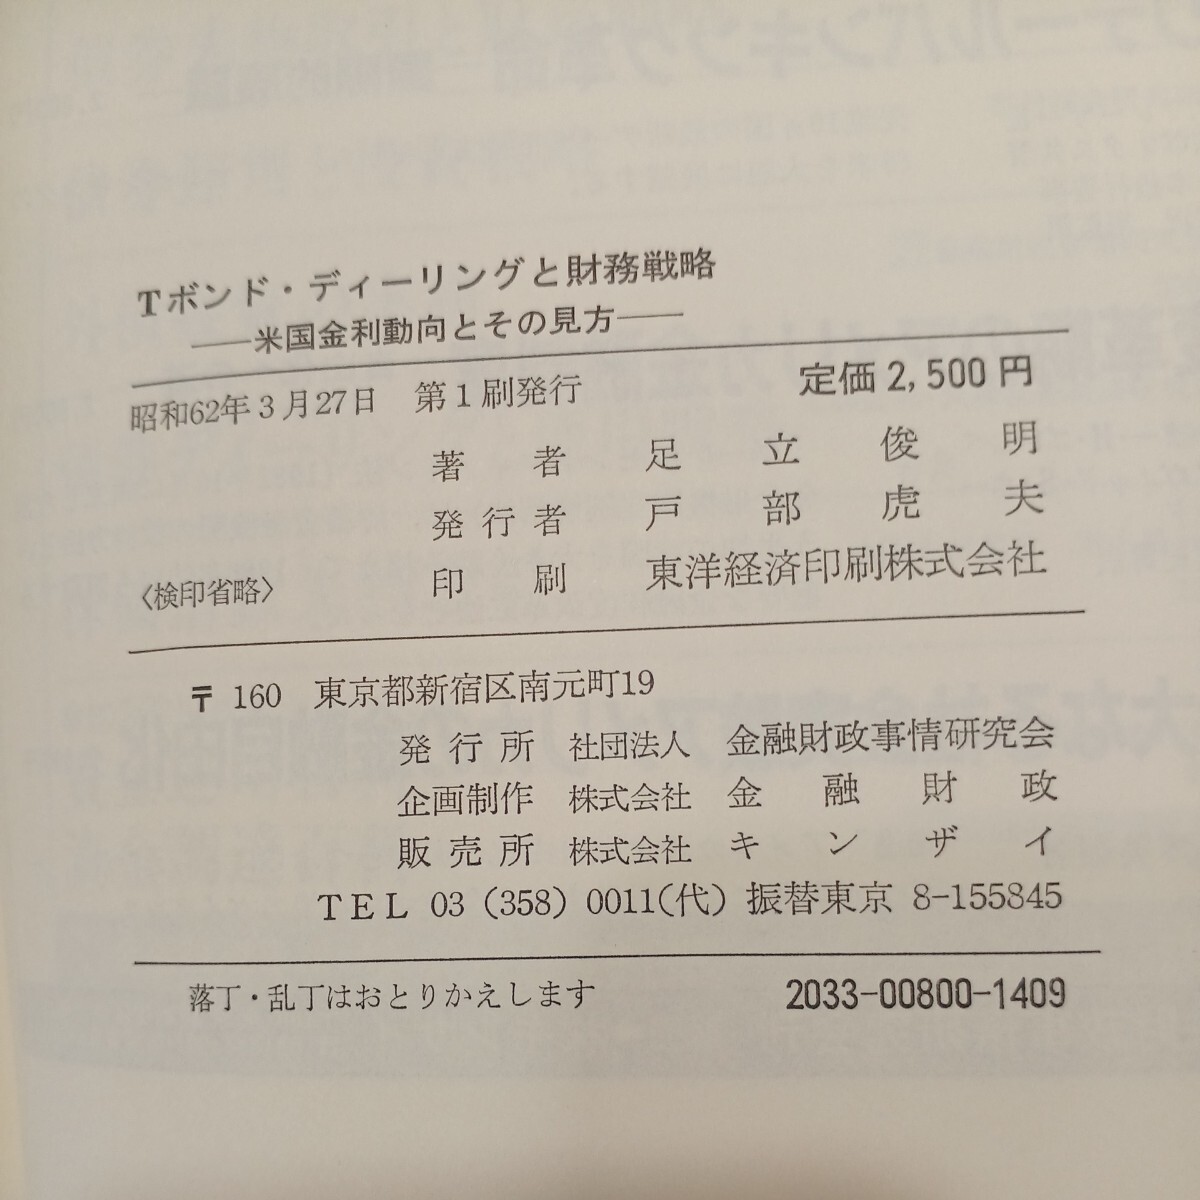 Tボンド・ディーリングと財務戦略
――米国金利動向とその見方――
昭和62年3月27日 第1刷発行 定価2,500円
著者 足立俊明
発行者 戸部虎夫
〈検印省略〉 印刷 東洋経済印刷株式会社
〒160 東京都新宿区南元町19
発行所 社団法人 金融財政事情研究会
企画制作 株式会社 金融財政
販売所 株式会社 キンザイ
TEL 03 (358) 0011(代) 振替東京 8-155845
落丁・乱丁はおとりかえします 2033-00800-1409